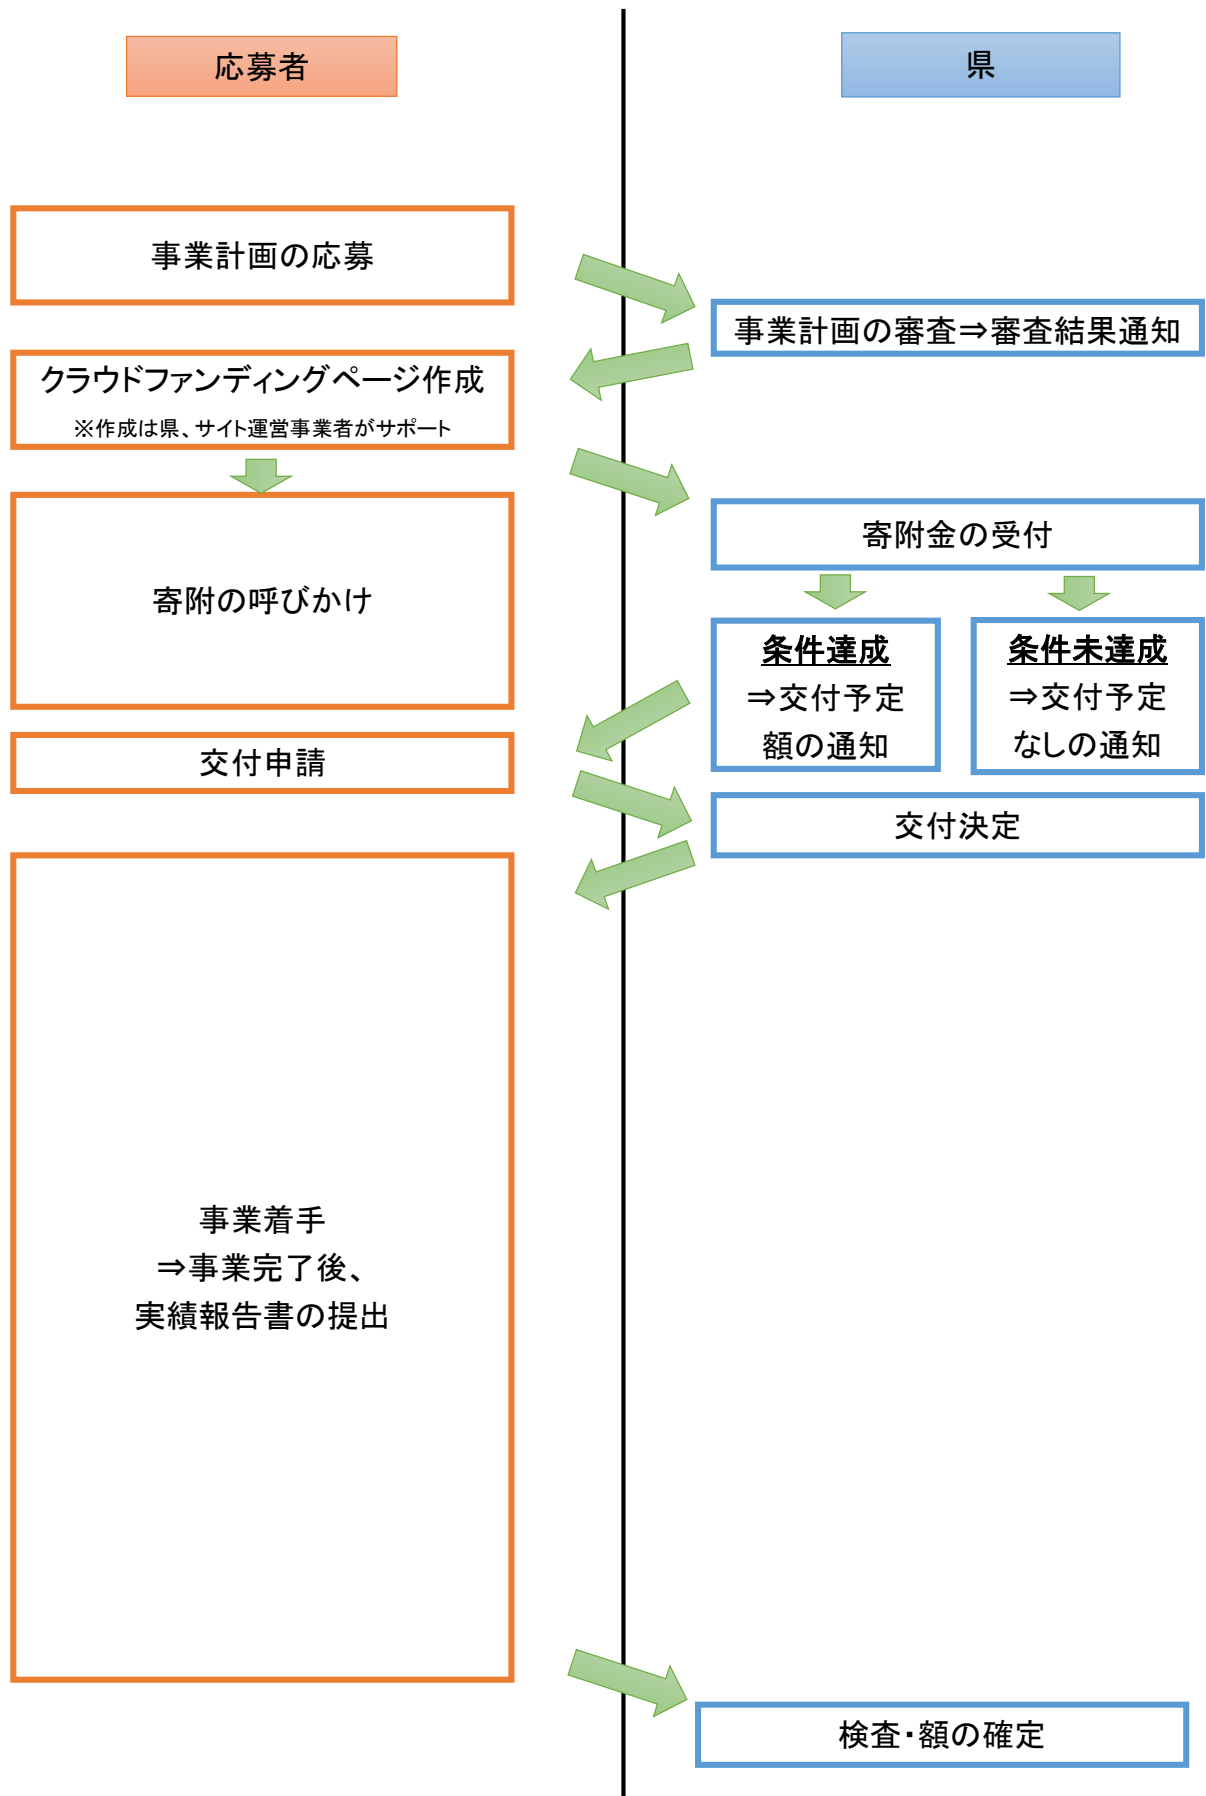 応募者
県
事業計画の応募
事業計画の審査⇒審査結果通知
クラウドファンディングページ作成
※作成は県、サイト運営事業者がサポート
寄附金の受付
寄附の呼びかけ
条件達成
⇒交付予定
額の通知
条件未達成
⇒交付予定
なしの通知
交付申請
交付決定
事業着手
⇒事業完了後、
実績報告書の提出
検査・額の確定